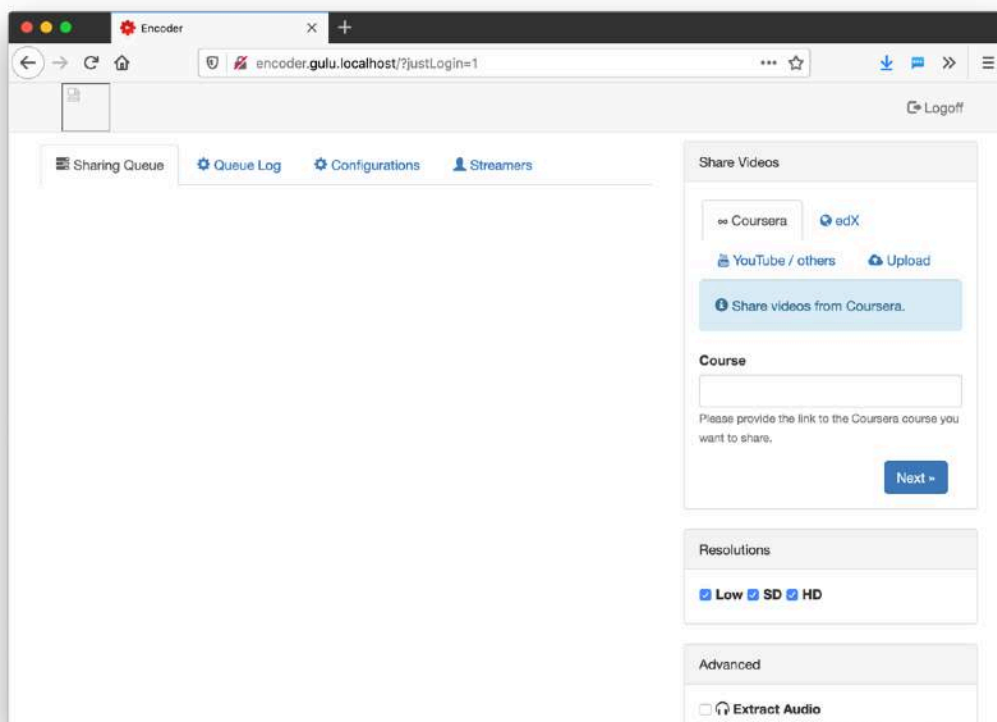 Encoder
encoder.gulu.localhost/?justLogin=1
Logoff
Sharing Queue
Queue Log
Configurations
Streamers
Share Videos
Coursera
edX
YouTube / others
Upload
Share videos from Coursera.
Course
Please provide the link to the Coursera course you
want to share.
Next »
Resolutions
Low SD HD
Advanced
Extract Audio